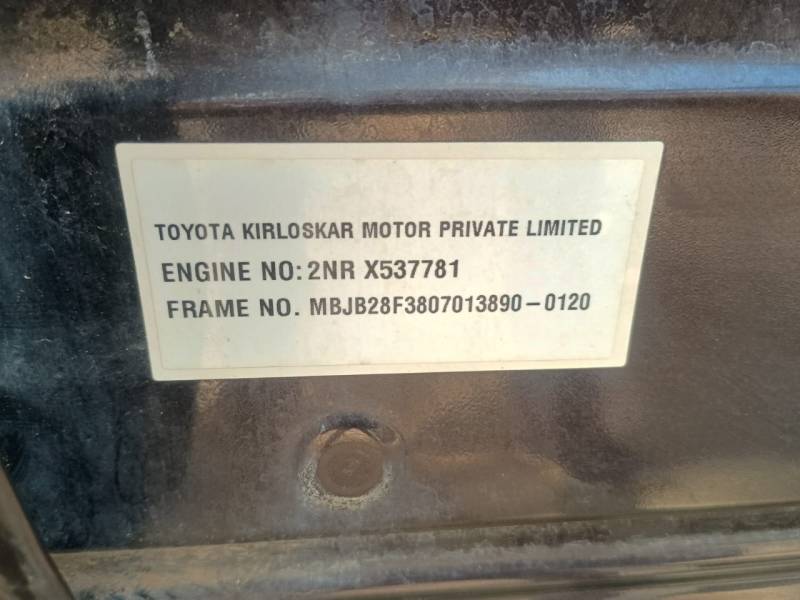 TOYOTA KIRLOSKAR MOTOR PRIVATE LIMITED
ENGINE NO: 2NR X537781
FRAME NO. MBJB28F3807013890-0120